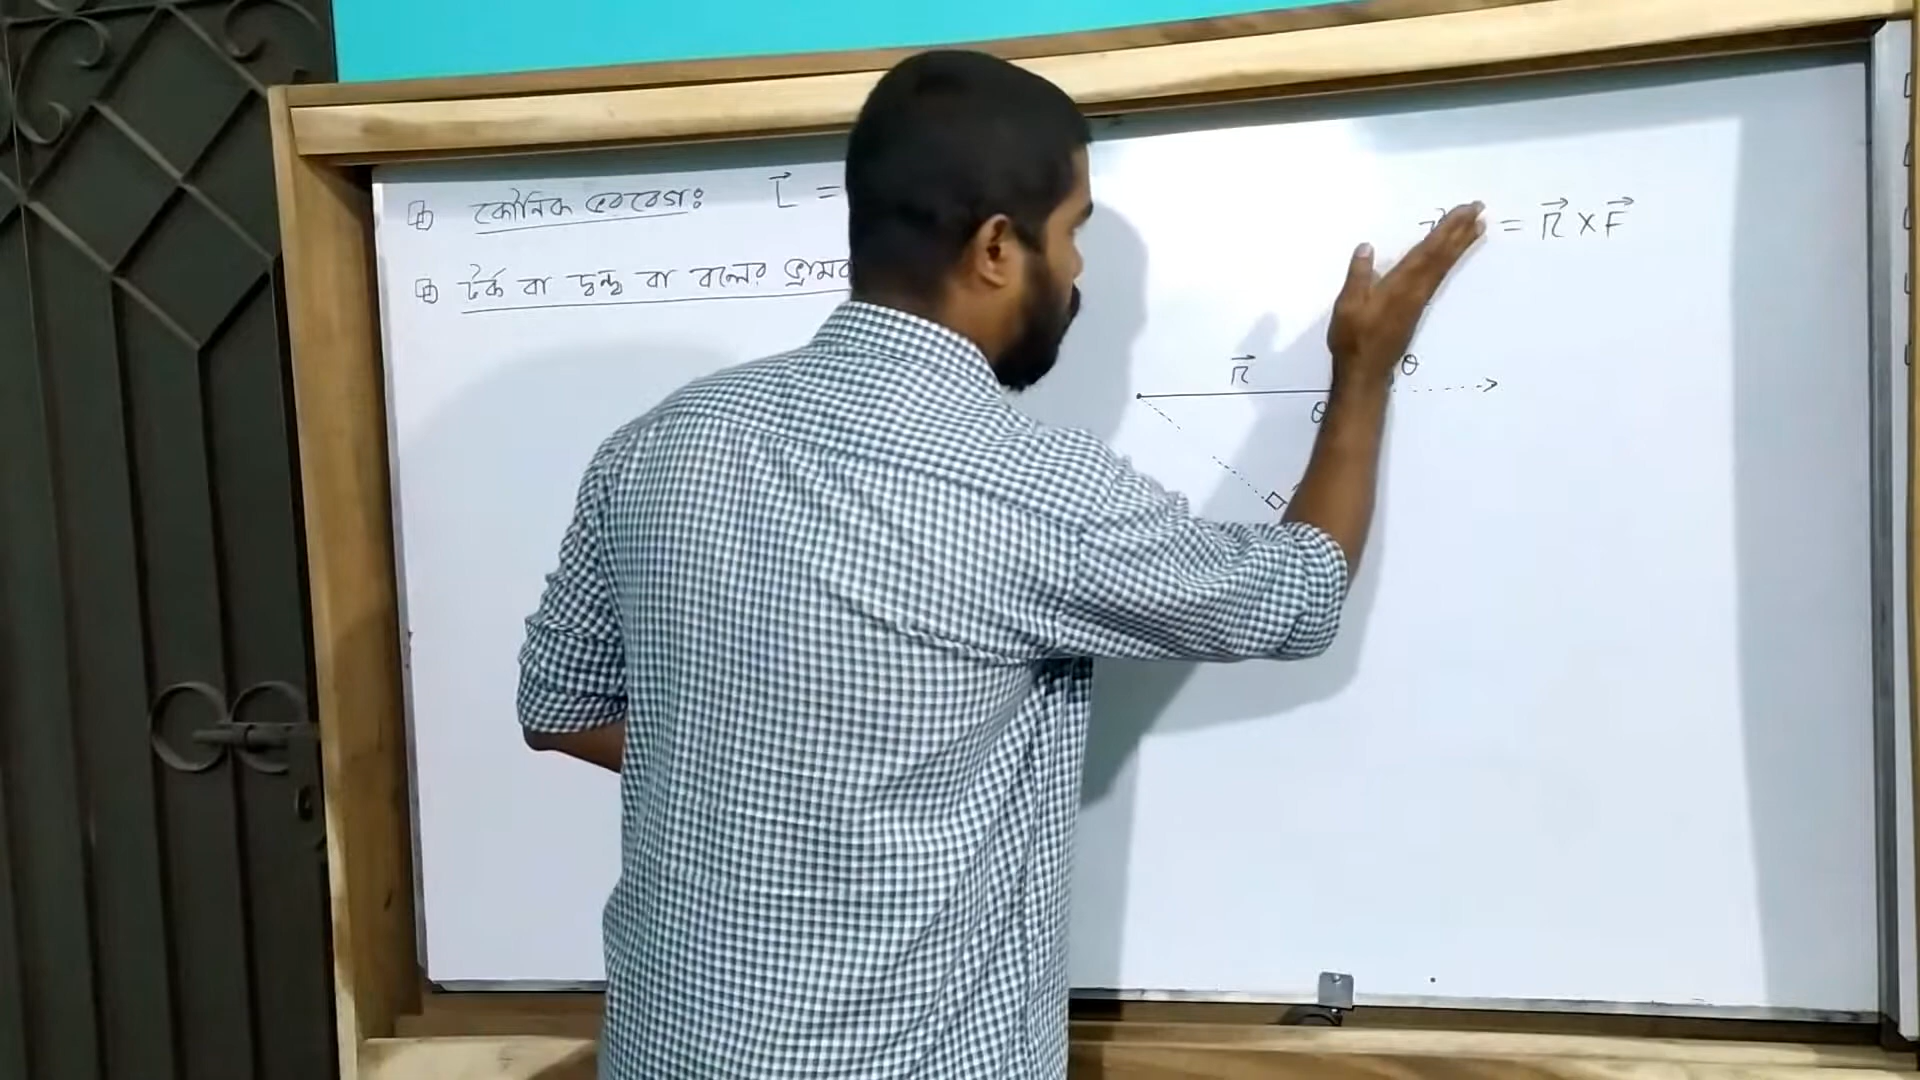 কৌনিক ভরবেগঃ L⃗ =
টর্ক বা দ্বন্দ্ব বা বলের ভ্রামক
= r⃗ × F⃗
r⃗
θ
θ